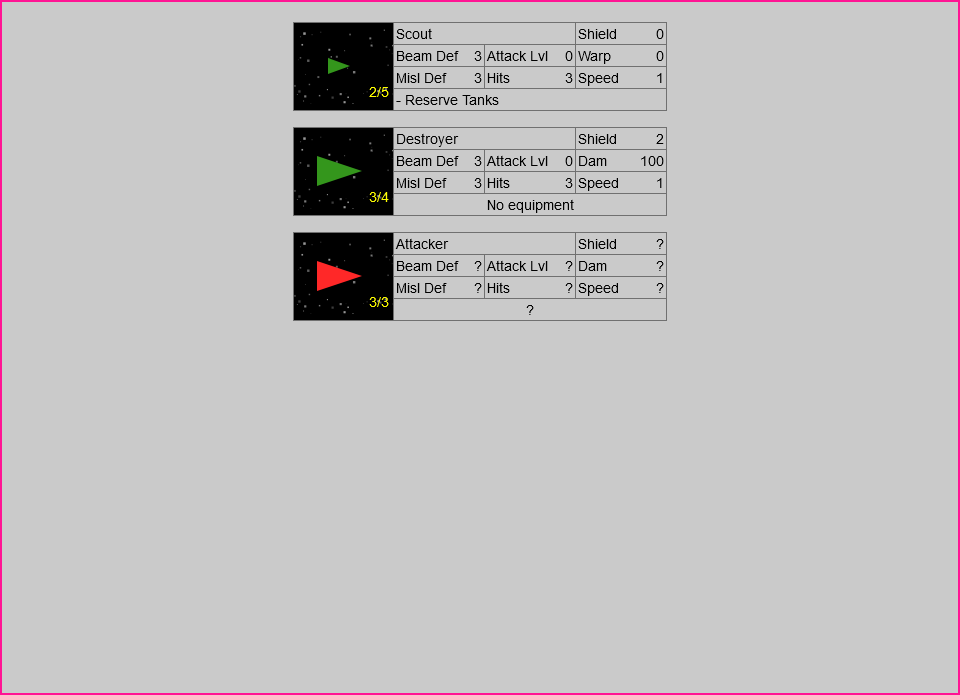 Scout Shield 0
Beam Def 3 Attack Lvl 0 Warp 0
Misl Def 3 Hits 3 Speed 1
2/5
- Reserve Tanks
Destroyer Shield 2
Beam Def 3 Attack Lvl 0 Dam 100
Misl Def 3 Hits 3 Speed 1
3/4
No equipment
Attacker Shield ?
Beam Def ? Attack Lvl ? Dam ?
Misl Def ? Hits ? Speed ?
3/3
?